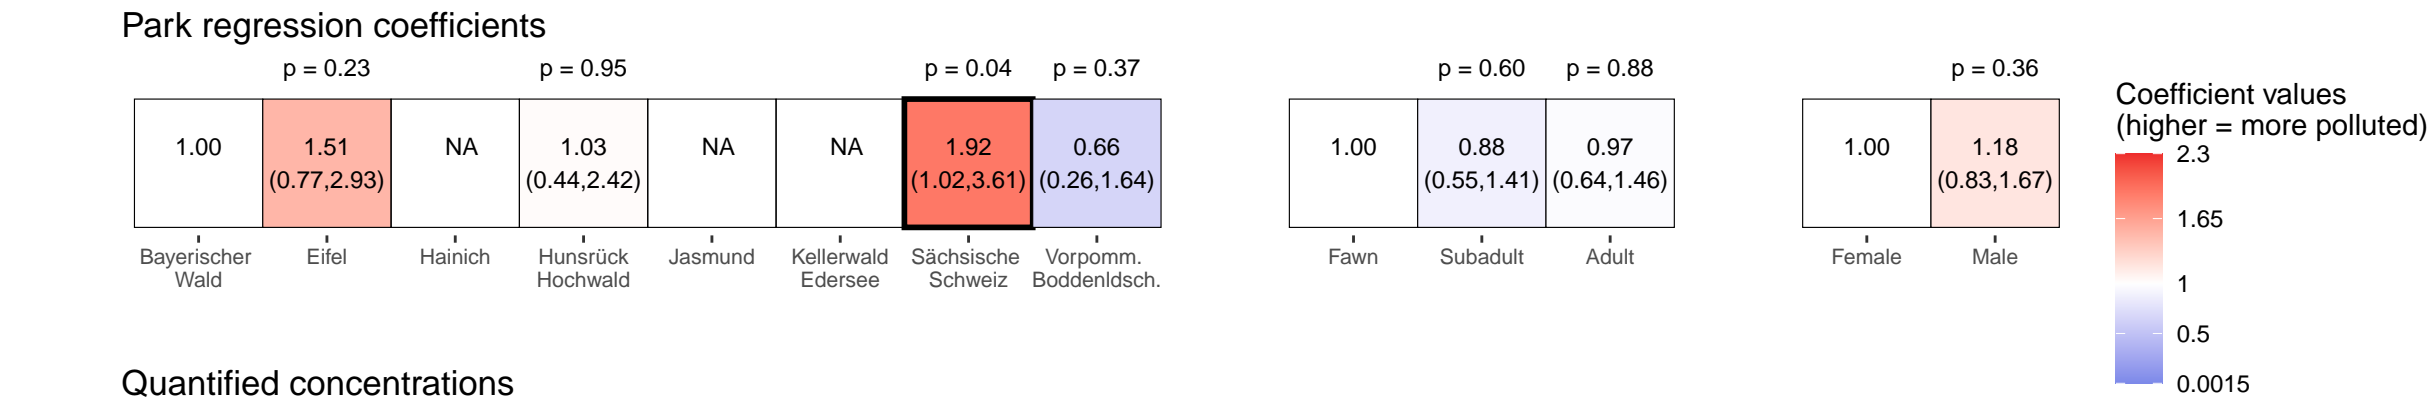 Park regression coefficients
p = 0.23 p = 0.95 p = 0.04 p = 0.37 p = 0.60 p = 0.88 p = 0.36
1.00 1.51 NA 1.03 NA NA 1.92 0.66 1.00 0.88 0.97 1.00 1.18
(0.77,2.93) (0.44,2.42) (1.02,3.61) (0.26,1.64) (0.55,1.41) (0.64,1.46) (0.83,1.67)
Bayerischer Eifel Hainich Hunsrück Jasmund Kellerwald Sächsische Vorpomm. Fawn Subadult Adult Female Male
Wald Hochwald Edersee Schweiz Boddenldsch.
Coefficient values
(higher = more polluted)
2.3
1.65
1
0.5
0.0015
Quantified concentrations